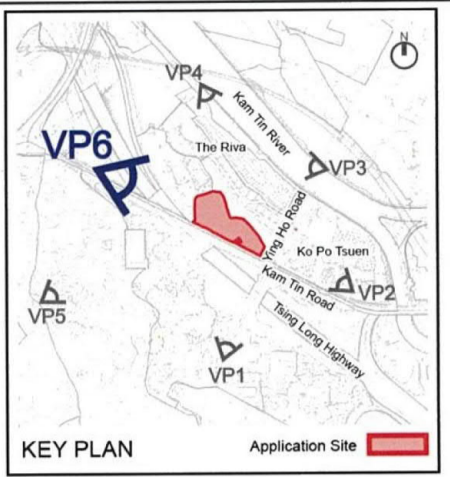 N
VP4
Kam Tin River
The Riva
VP6
VP3
Ying Ho Road
Ko Po Tsuen
Kam Tin Road
VP2
VP5
Tsing Long Highway
VP1
KEY PLAN
Application Site